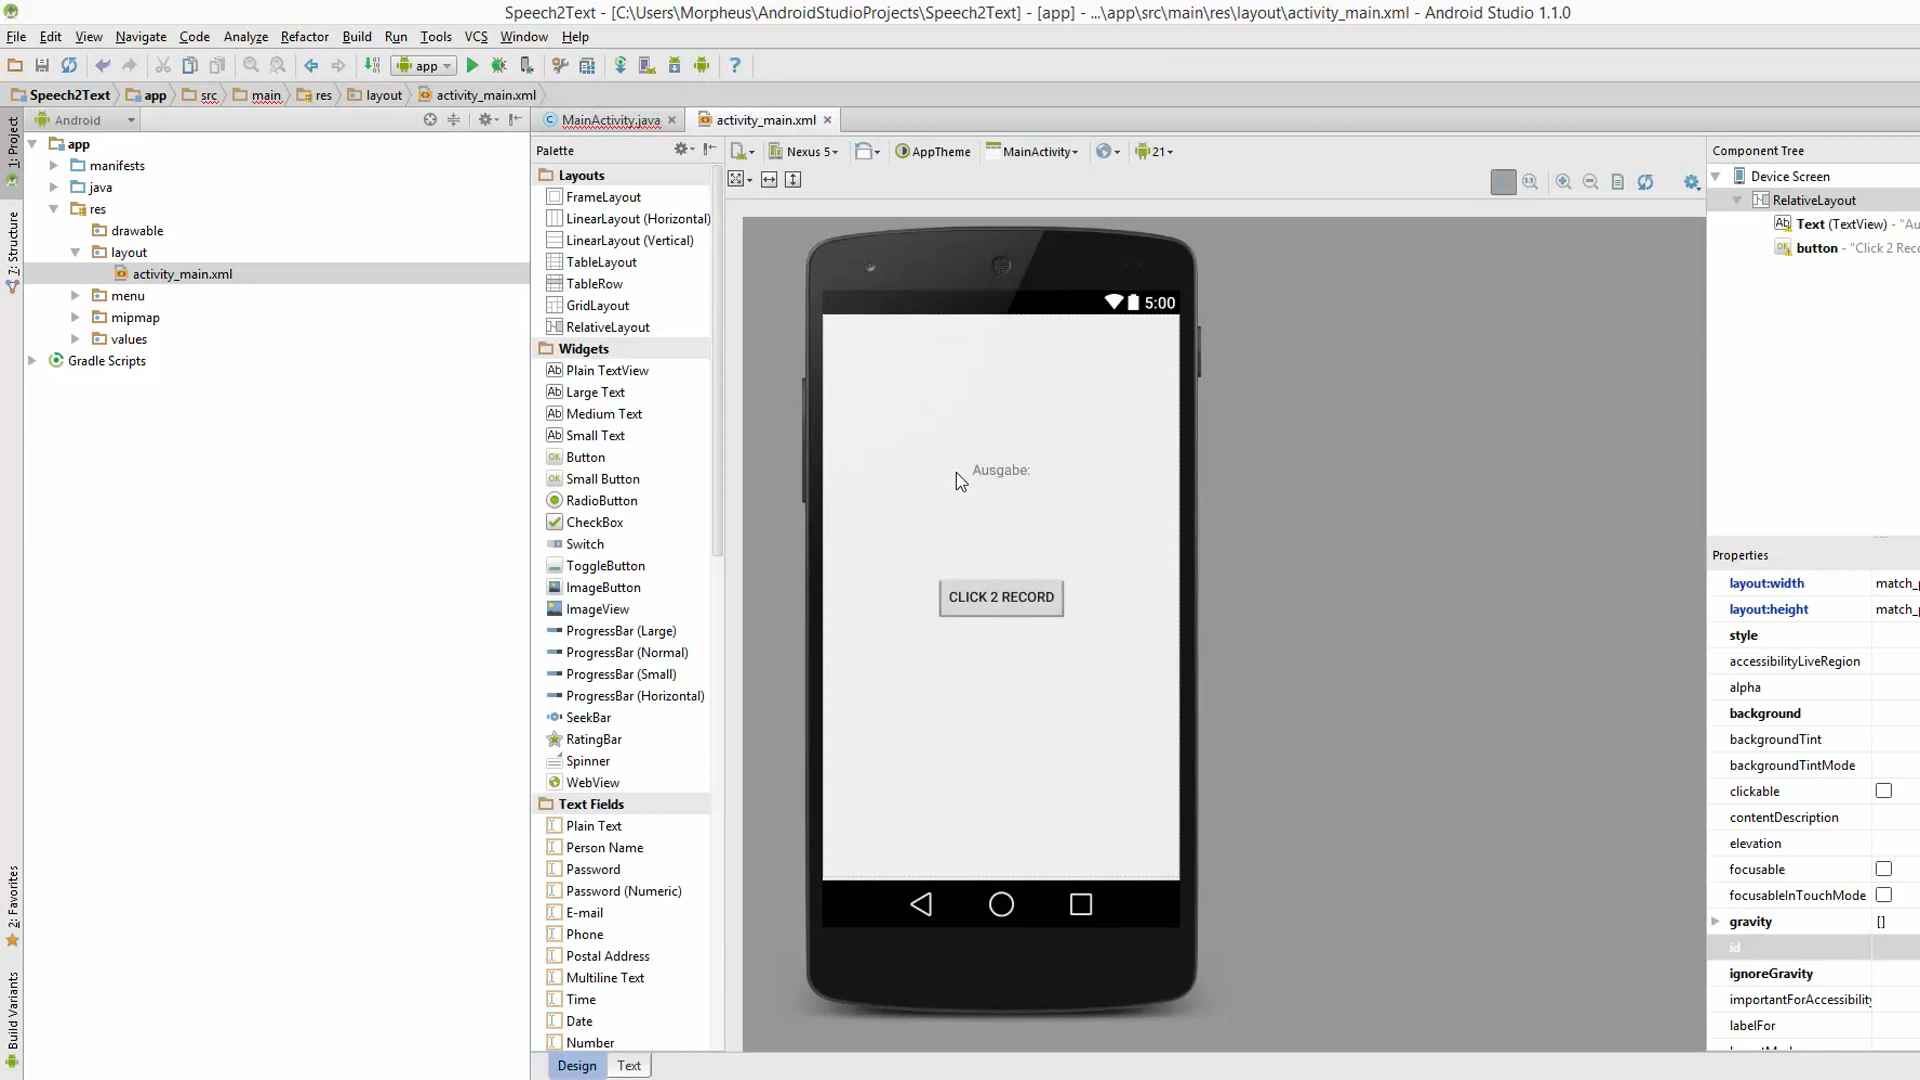 Speech2Text - [C:\Users\Morpheus\AndroidStudioProjects\Speech2Text] - [app] - ...\app\src\main\res\layout\activity_main.xml - Android Studio 1.1.0
File Edit View Navigate Code Analyze Refactor Build Run Tools VCS Window Help
app
Speech2Text app src main res layout activity_main.xml
1: Project
7: Structure
2: Favorites
Build Variants
Android
app
manifests
java
res
drawable
layout
activity_main.xml
menu
mipmap
values
Gradle Scripts
MainActivity.java activity_main.xml
Palette
Layouts
FrameLayout
LinearLayout (Horizontal)
LinearLayout (Vertical)
TableLayout
TableRow
GridLayout
RelativeLayout
Widgets
Plain TextView
Large Text
Medium Text
Small Text
Button
Small Button
RadioButton
CheckBox
Switch
ToggleButton
ImageButton
ImageView
ProgressBar (Large)
ProgressBar (Normal)
ProgressBar (Small)
ProgressBar (Horizontal)
SeekBar
RatingBar
Spinner
WebView
Text Fields
Plain Text
Person Name
Password
Password (Numeric)
E-mail
Phone
Postal Address
Multiline Text
Time
Date
Number
Design Text
Nexus 5 AppTheme MainActivity 21
5:00
Ausgabe:
CLICK 2 RECORD
Component Tree
Device Screen
RelativeLayout
Text (TextView) - "Au
button - "Click 2 Reco
Properties
layout:width match_p
layout:height match_p
style
accessibilityLiveRegion
alpha
background
backgroundTint
backgroundTintMode
clickable
contentDescription
elevation
focusable
focusableInTouchMode
gravity []
id
ignoreGravity
importantForAccessibility
labelFor